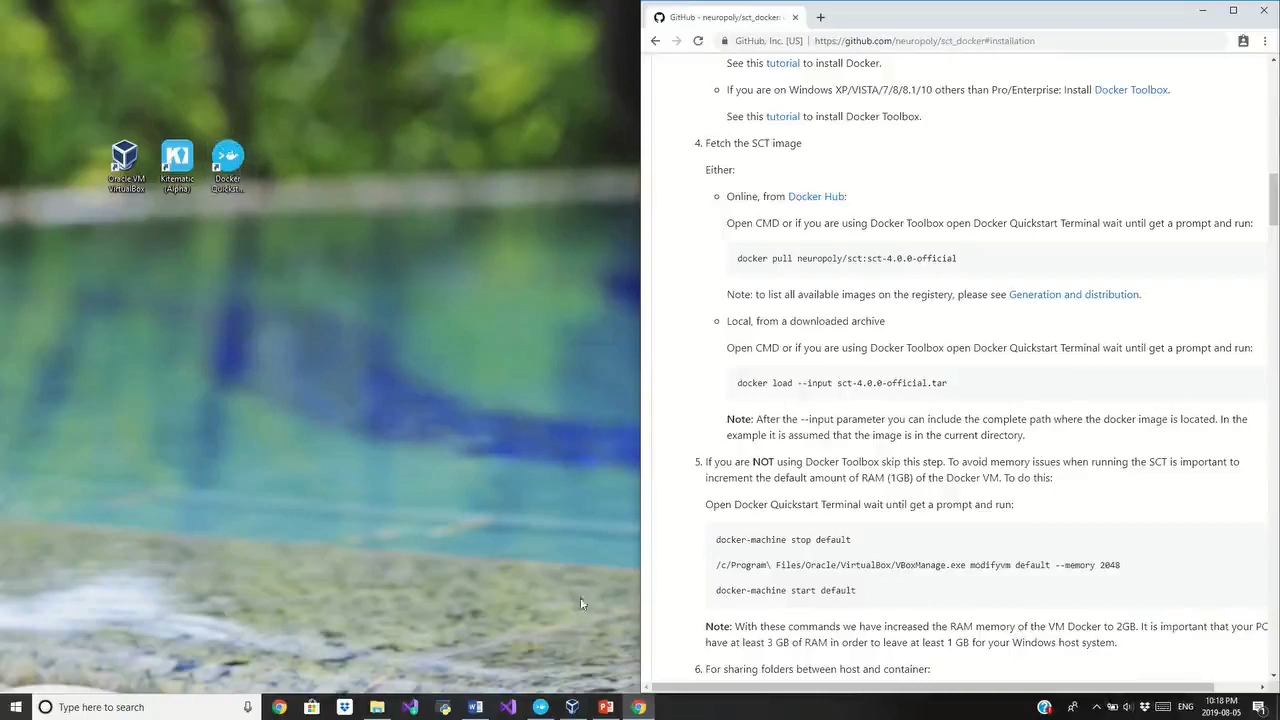 GitHub - neuropoly/sct_docker:
GitHub, Inc. [US]
https://github.com/neuropoly/sct_docker#installation
See this tutorial to install Docker.
If you are on Windows XP/VISTA/7/8/8.1/10 others than Pro/Enterprise: Install Docker Toolbox.
See this tutorial to install Docker Toolbox.
4. Fetch the SCT image
Either:
Online, from Docker Hub:
Open CMD or if you are using Docker Toolbox open Docker Quickstart Terminal wait until get a prompt and run:
docker pull neuropoly/sct:sct-4.0.0-official
Note: to list all available images on the registery, please see Generation and distribution.
Local, from a downloaded archive
Open CMD or if you are using Docker Toolbox open Docker Quickstart Terminal wait until get a prompt and run:
docker load --input sct-4.0.0-official.tar
Note: After the --input parameter you can include the complete path where the docker image is located. In the
example it is assumed that the image is in the current directory.
5. If you are NOT using Docker Toolbox skip this step. To avoid memory issues when running the SCT is important to
increment the default amount of RAM (1GB) of the Docker VM. To do this:
Open Docker Quickstart Terminal wait until get a prompt and run:
docker-machine stop default
/c/Program\ Files/Oracle/VirtualBox/VBoxManage.exe modifyvm default --memory 2048
docker-machine start default
Note: With these commands we have increased the RAM memory of the VM Docker to 2GB. It is important that your PC
have at least 3 GB of RAM in order to leave at least 1 GB for your Windows host system.
6. For sharing folders between host and container:
Oracle VM
VirtualBox
Kitematic
(Alpha)
Docker
Quickst...
Type here to search
ENG
10:18 PM
2019-08-05